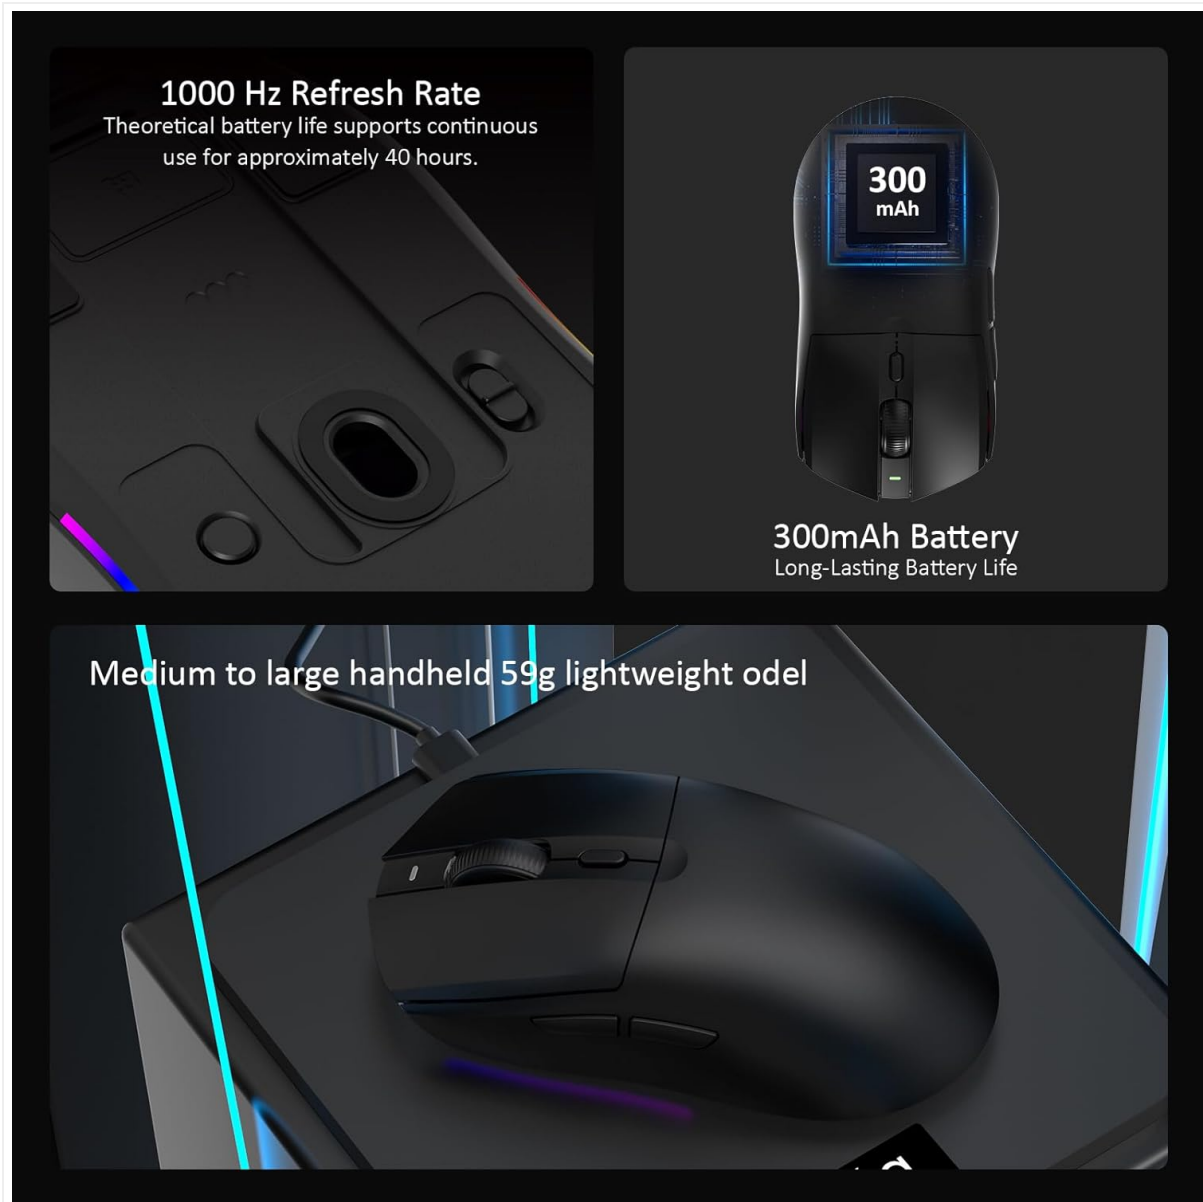 1000 Hz Refresh Rate
Theoretical battery life supports continuous
use for approximately 40 hours.
300
mAh
300mAh Battery
Long-Lasting Battery Life
Medium to large handheld 59g lightweight odel